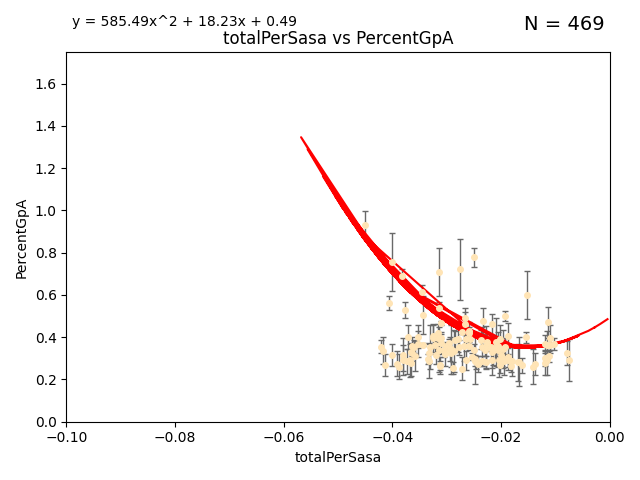 y = 585.49x^2 + 18.23x + 0.49
N = 469
totalPerSasa vs PercentGpA
1.6
1.4
1.2
1.0
0.8
0.6
0.4
0.2
0.0
PercentGpA
−0.10 −0.08 −0.06 −0.04 −0.02 0.00
totalPerSasa